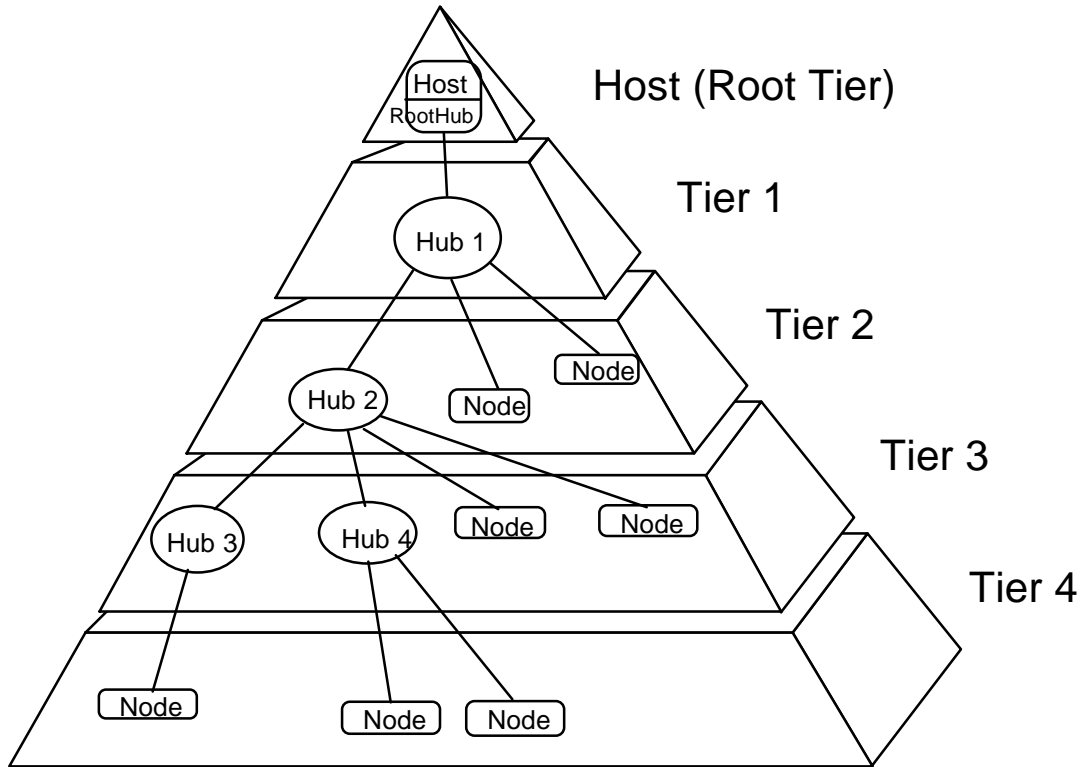 Host
RootHub
Host (Root Tier)
Tier 1
Hub 1
Tier 2
Node
Hub 2
Node
Tier 3
Node
Node
Hub 3
Hub 4
Tier 4
Node
Node
Node